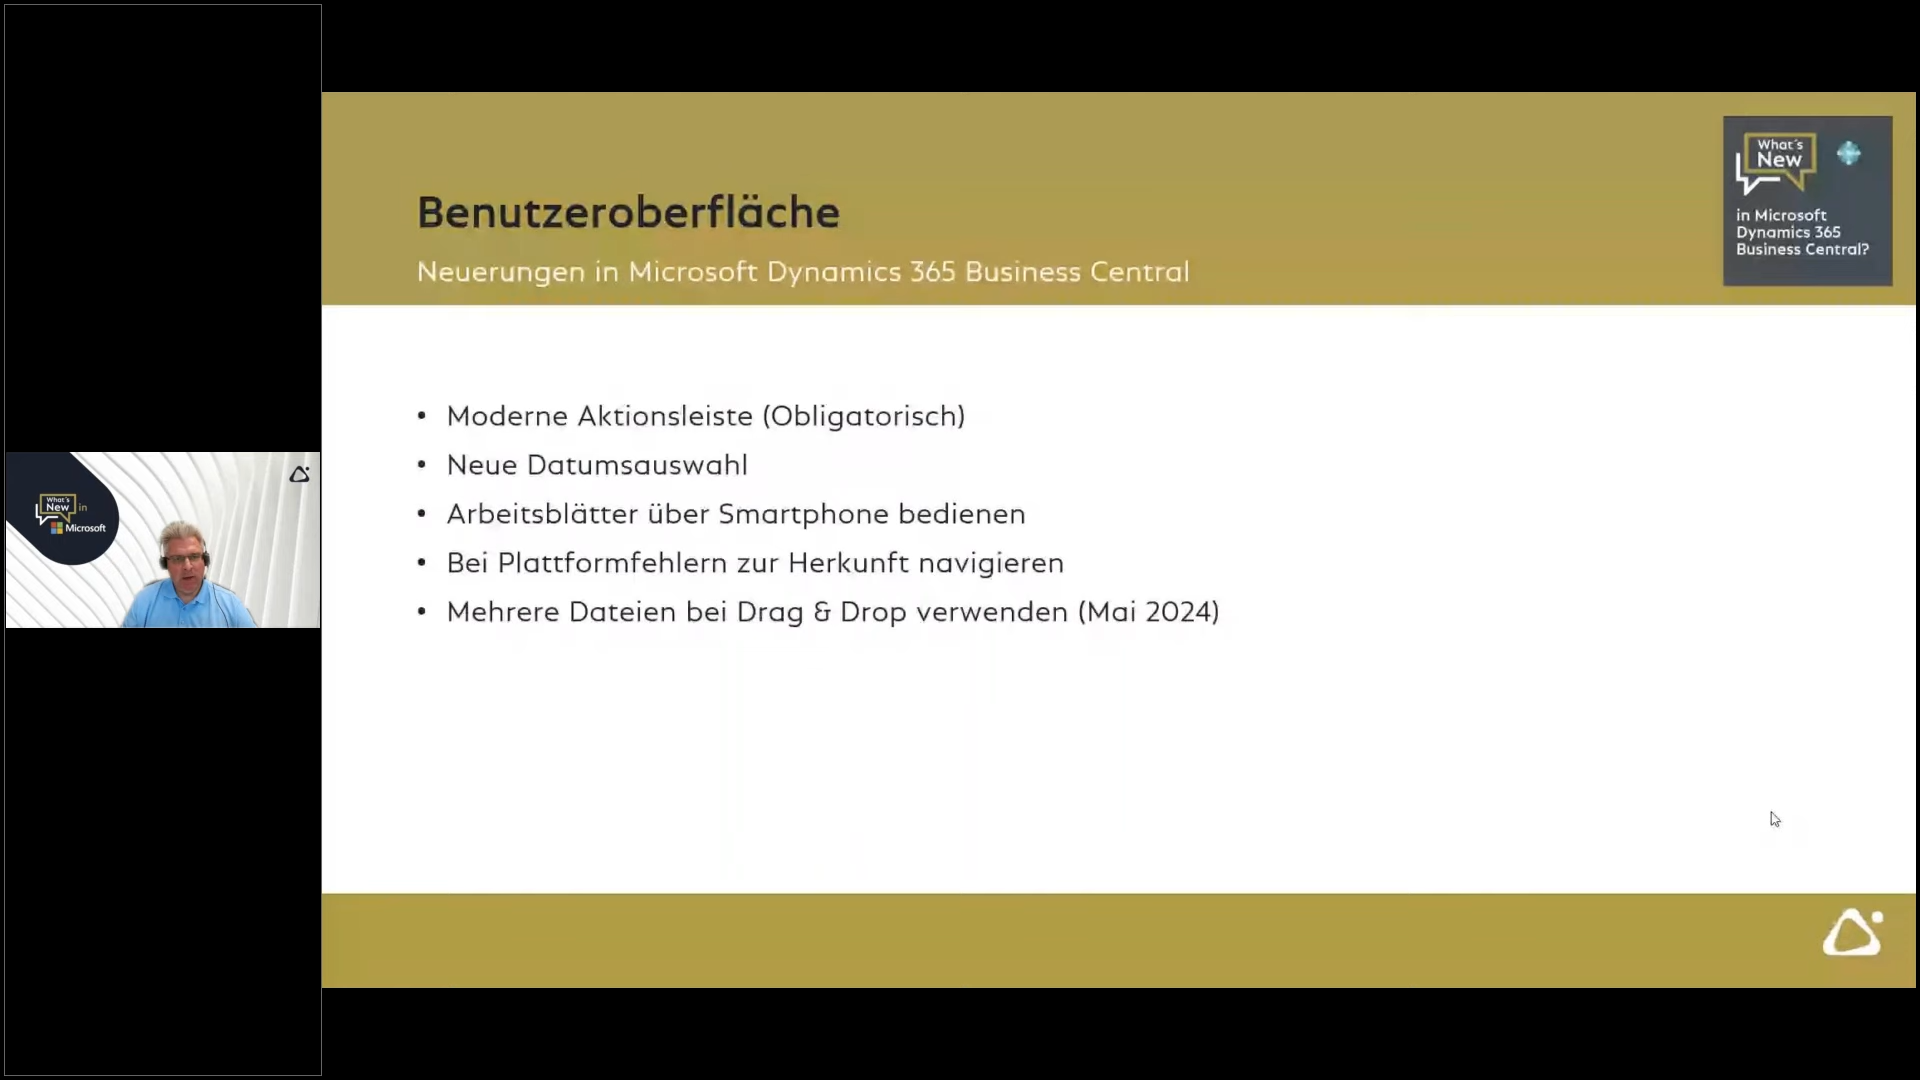 Benutzeroberfläche
Neuerungen in Microsoft Dynamics 365 Business Central
What's
New
in Microsoft
Dynamics 365
Business Central?
• Moderne Aktionsleiste (Obligatorisch)
• Neue Datumsauswahl
• Arbeitsblätter über Smartphone bedienen
• Bei Plattformfehlern zur Herkunft navigieren
• Mehrere Dateien bei Drag & Drop verwenden (Mai 2024)
What's
New in
Microsoft